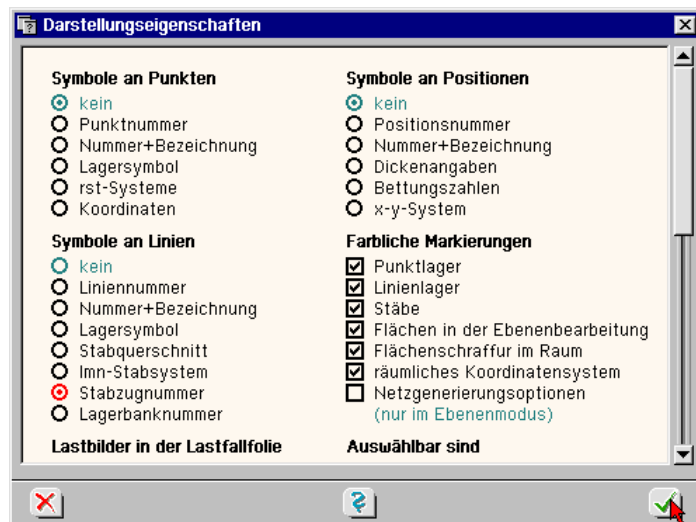 Darstellungseigenschaften
Symbole an Punkten
kein
Punktnummer
Nummer+Bezeichnung
Lagersymbol
rst-Systeme
Koordinaten
Symbole an Positionen
kein
Positionsnummer
Nummer+Bezeichnung
Dickenangaben
Bettungszahlen
x-y-System
Symbole an Linien
kein
Liniennummer
Nummer+Bezeichnung
Lagersymbol
Stabquerschnitt
lmn-Stabsystem
Stabzugnummer
Lagerbanknummer
Farbliche Markierungen
Punktlager
Linienlager
Stäbe
Flächen in der Ebenenbearbeitung
Flächenschraffur im Raum
räumliches Koordinatensystem
Netzgenerierungsoptionen
(nur im Ebenenmodus)
Lastbilder in der Lastfallfolie
Auswählbar sind